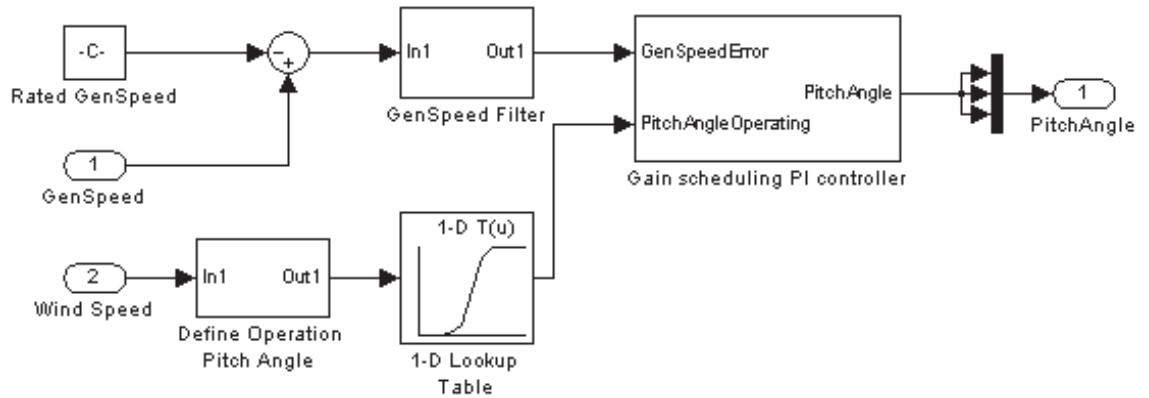 -C-
Rated GenSpeed
−
+
In1 Out1
GenSpeed Filter
GenSpeedError
PitchAngle
PitchAngleOperating
Gain scheduling PI controller
1
PitchAngle
1
GenSpeed
2
Wind Speed
In1 Out1
Define Operation
Pitch Angle
1-D T(u)
1-D Lookup
Table